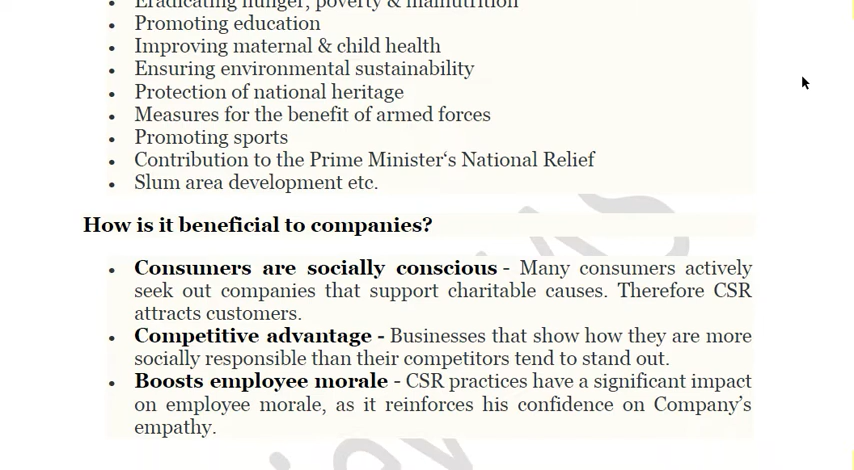 Eradicating hunger, poverty & malnutrition
• Promoting education
• Improving maternal & child health
• Ensuring environmental sustainability
• Protection of national heritage
• Measures for the benefit of armed forces
• Promoting sports
• Contribution to the Prime Minister‘s National Relief
• Slum area development etc.
How is it beneficial to companies?
• Consumers are socially conscious - Many consumers actively
seek out companies that support charitable causes. Therefore CSR
attracts customers.
• Competitive advantage - Businesses that show how they are more
socially responsible than their competitors tend to stand out.
• Boosts employee morale - CSR practices have a significant impact
on employee morale, as it reinforces his confidence on Company’s
empathy.